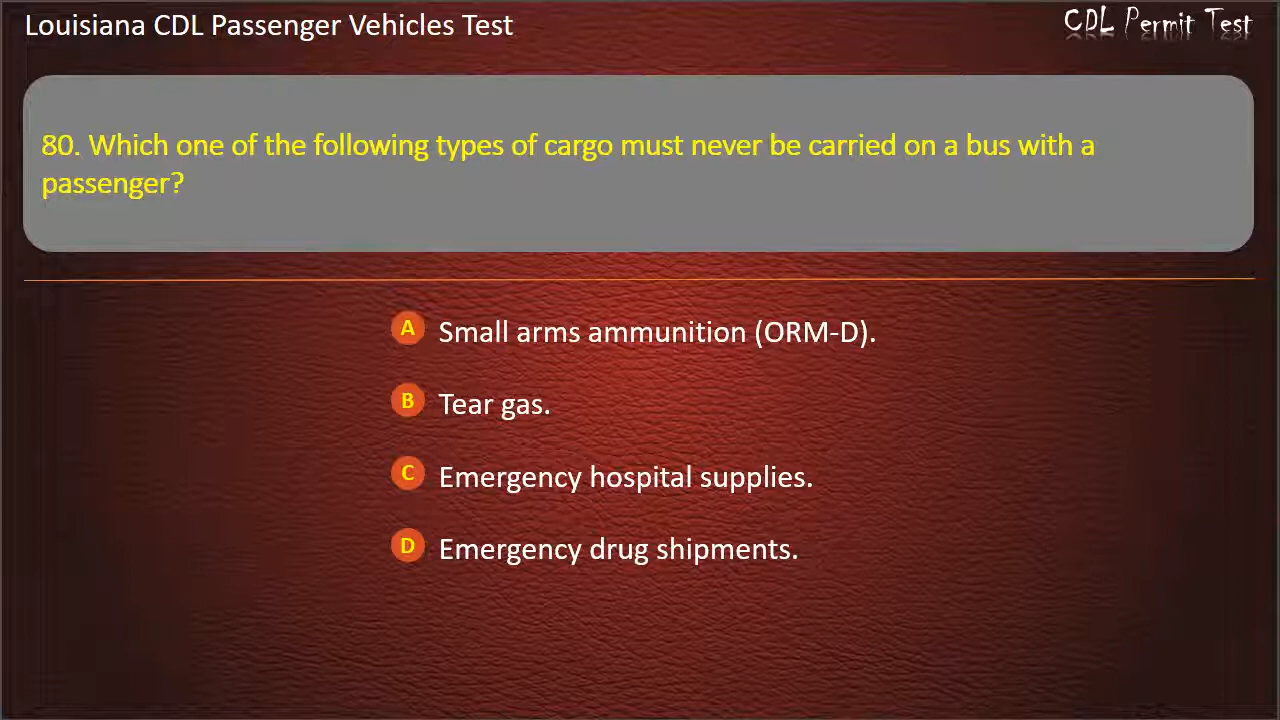 Louisiana CDL Passenger Vehicles Test
CDL Permit Test
80. Which one of the following types of cargo must never be carried on a bus with a
passenger?
A Small arms ammunition (ORM-D).
B Tear gas.
C Emergency hospital supplies.
D Emergency drug shipments.